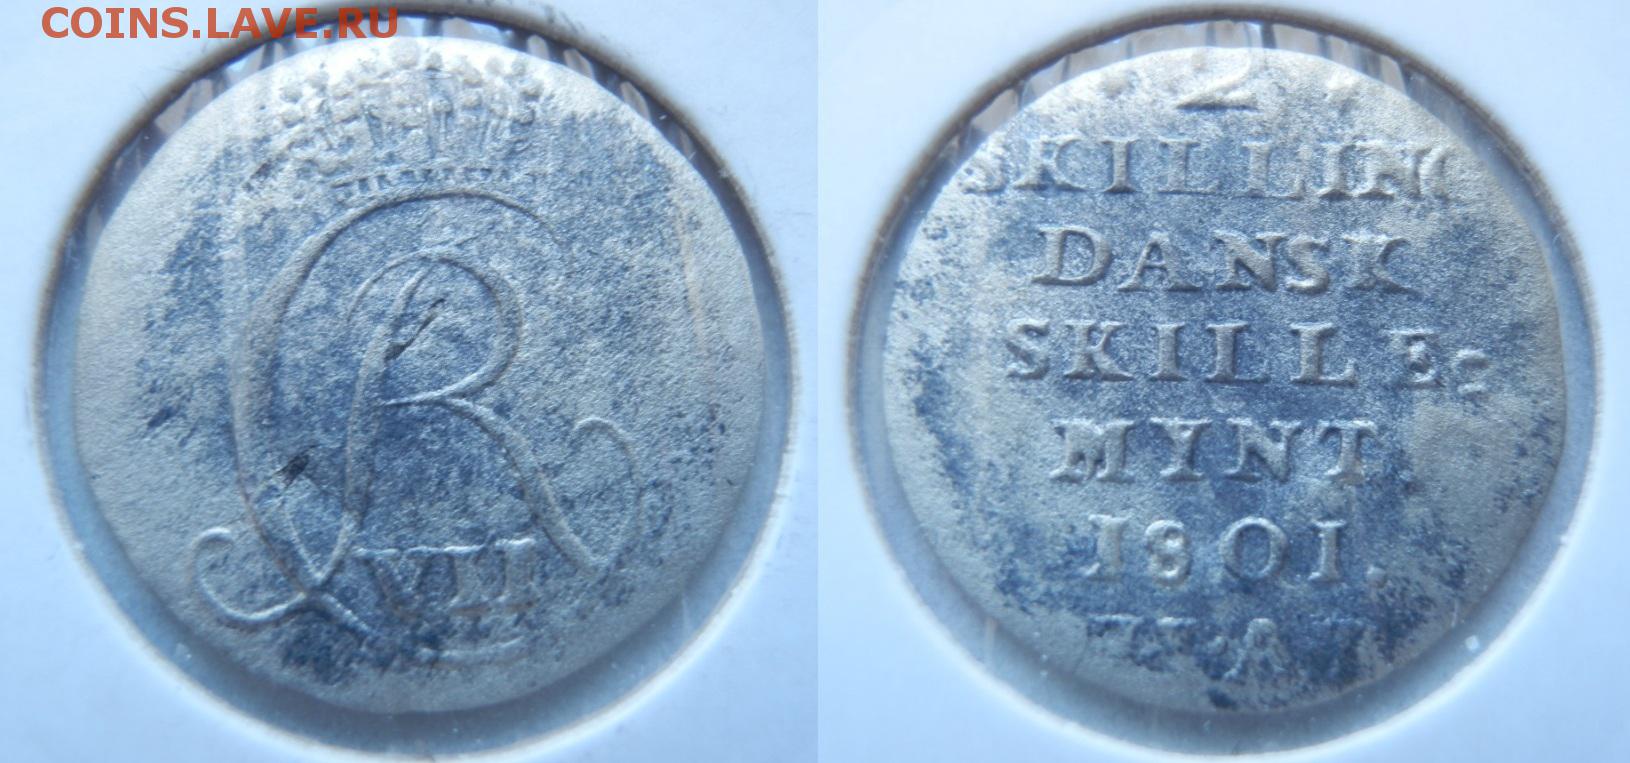 COINS.LAVE.RU
VII
2
SKILLING
DANSK
SKILLE
MYNT
1801.